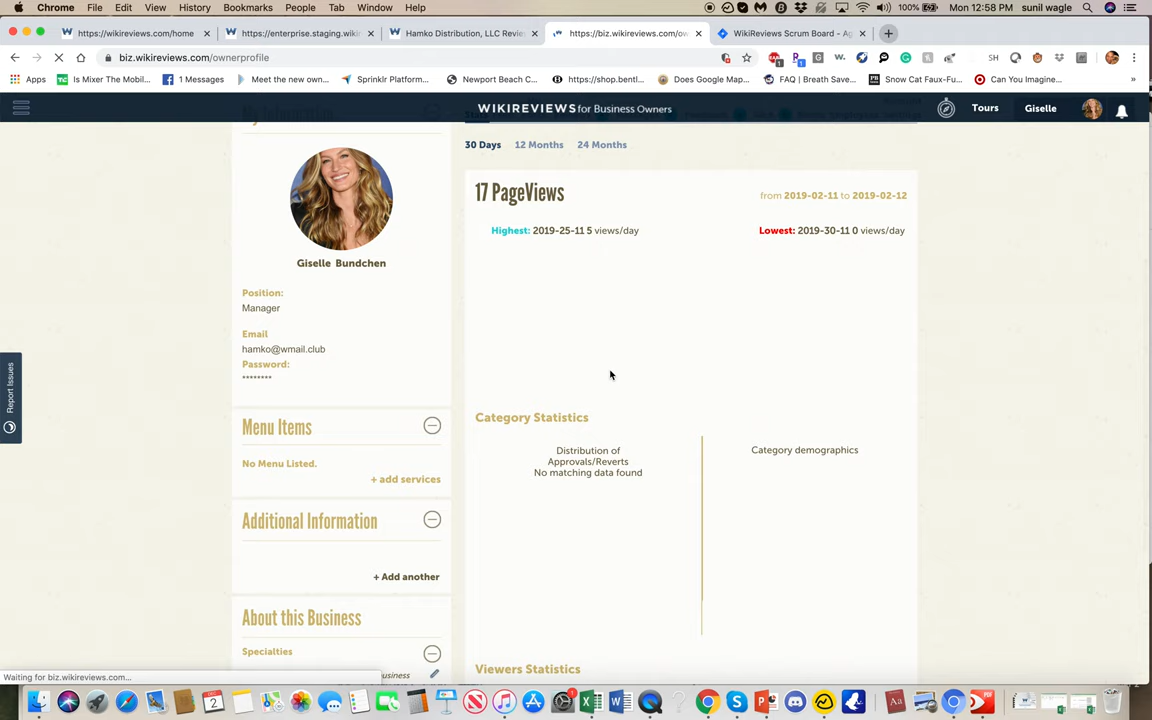 Chrome File Edit View History Bookmarks People Tab Window Help 100% Mon 12:58 PM sunil wagle
https://wikireviews.com/home × https://enterprise.staging.wiki × Hamko Distribution, LLC Revie × https://biz.wikireviews.com/ow × WikiReviews Scrum Board - Ag ×
biz.wikireviews.com/ownerprofile
Apps Is Mixer The Mobil... 1 Messages Meet the new own... Sprinklr Platform... Newport Beach C... https://shop.bentl... Does Google Map... FAQ | Breath Save... Snow Cat Faux-Fu... Can You Imagine... »
WIKIREVIEWS for Business Owners Tours Giselle
30 Days 12 Months 24 Months
17 PageViews from 2019-02-11 to 2019-02-12
Highest: 2019-25-11 5 views/day Lowest: 2019-30-11 0 views/day
Giselle Bundchen
Position:
Manager
Email
hamko@wmail.club
Password:
********
Report Issues
Category Statistics
Distribution of
Approvals/Reverts
No matching data found
Category demographics
Menu Items
No Menu Listed.
+ add services
Additional Information
+ Add another
About this Business
Specialties
business
Viewers Statistics
Waiting for biz.wikireviews.com...